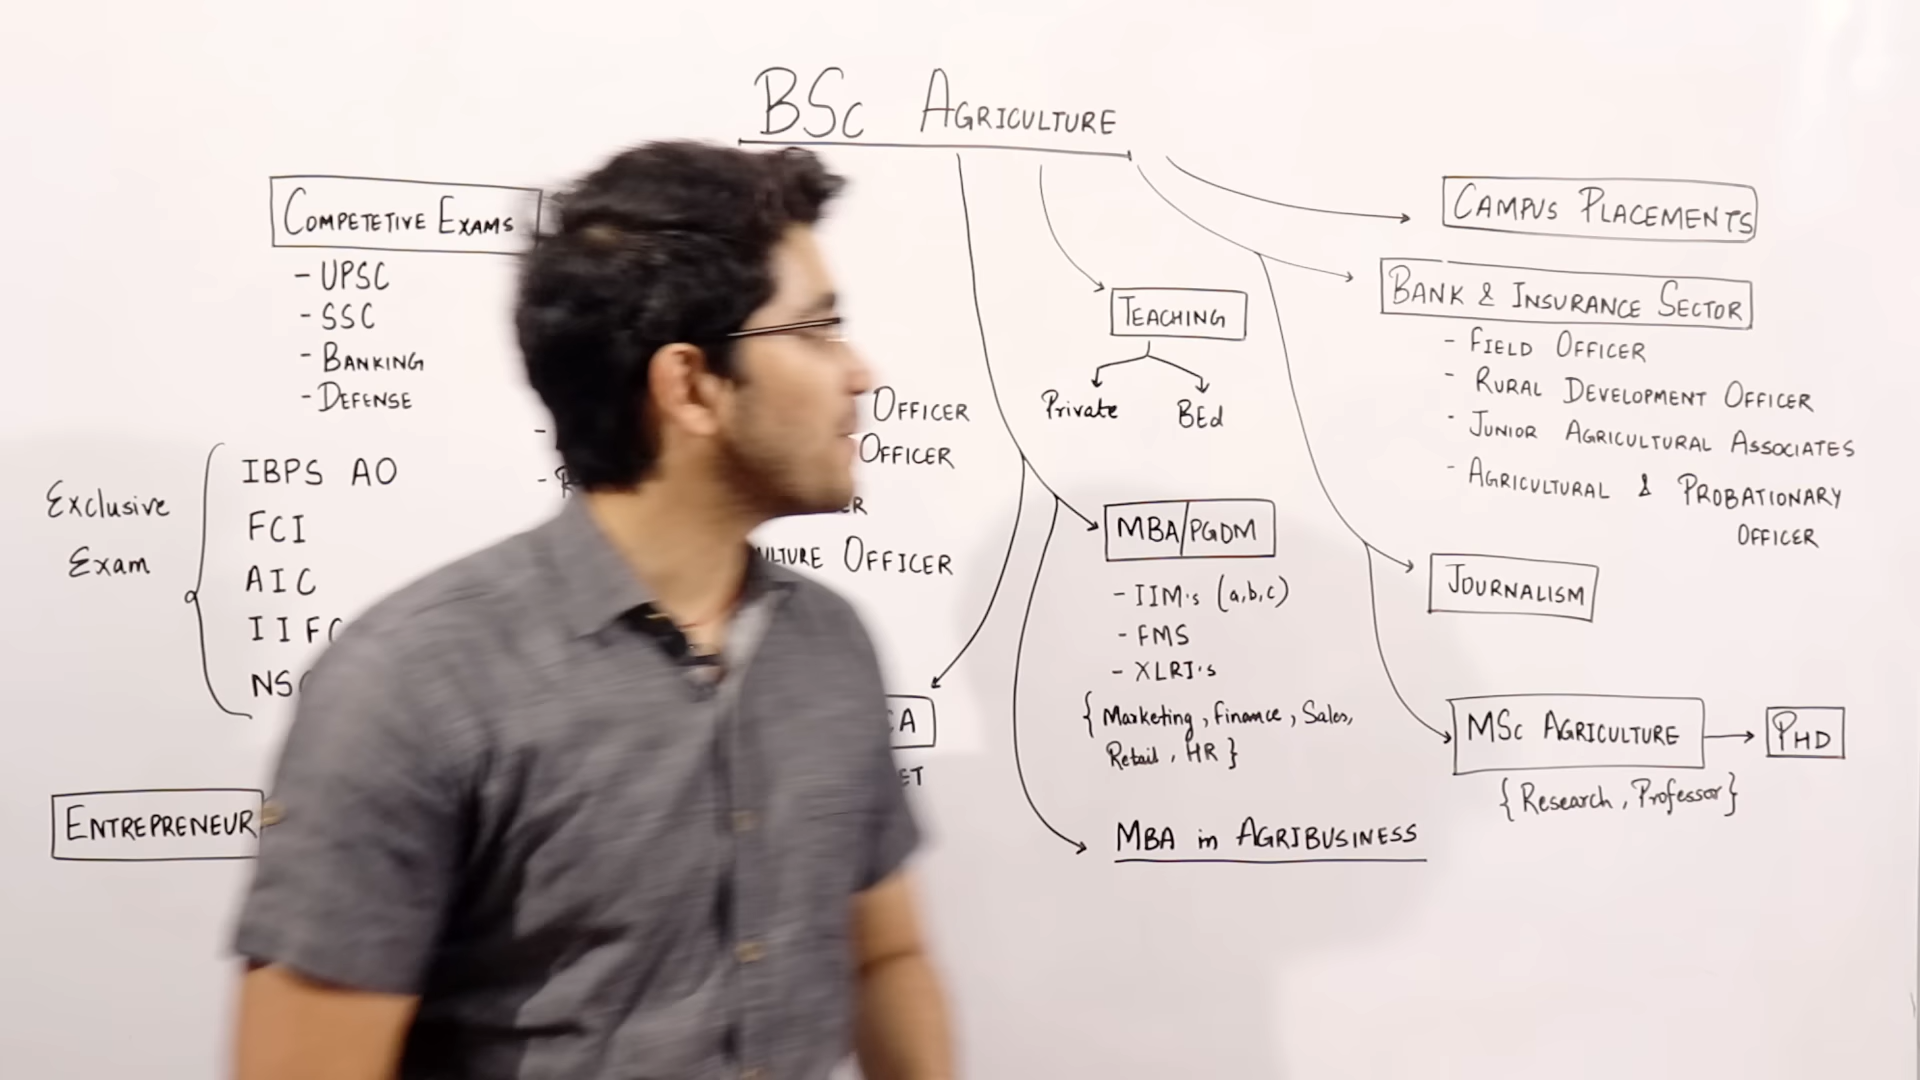 BSc AGRICULTURE
COMPETETIVE EXAMS
- UPSC
- SSC
- BANKING
- DEFENSE
Exclusive
Exam
IBPS AO
FCI
AIC
ENTREPRENEUR
OFFICER
OFFICER
OFFICER
TEACHING
Private BEd
MBA/PGDM
- IIM's (a,b,c)
- FMS
- XLRI's
{ Marketing, finance, Sales,
Retail, HR }
MBA in AGRIBUSINESS
CAMPUS PLACEMENTS
BANK & INSURANCE SECTOR
- FIELD OFFICER
- RURAL DEVELOPMENT OFFICER
- JUNIOR AGRICULTURAL ASSOCIATES
- AGRICULTURAL & PROBATIONARY
OFFICER
JOURNALISM
MSc AGRICULTURE
{ Research, Professor }
PHD